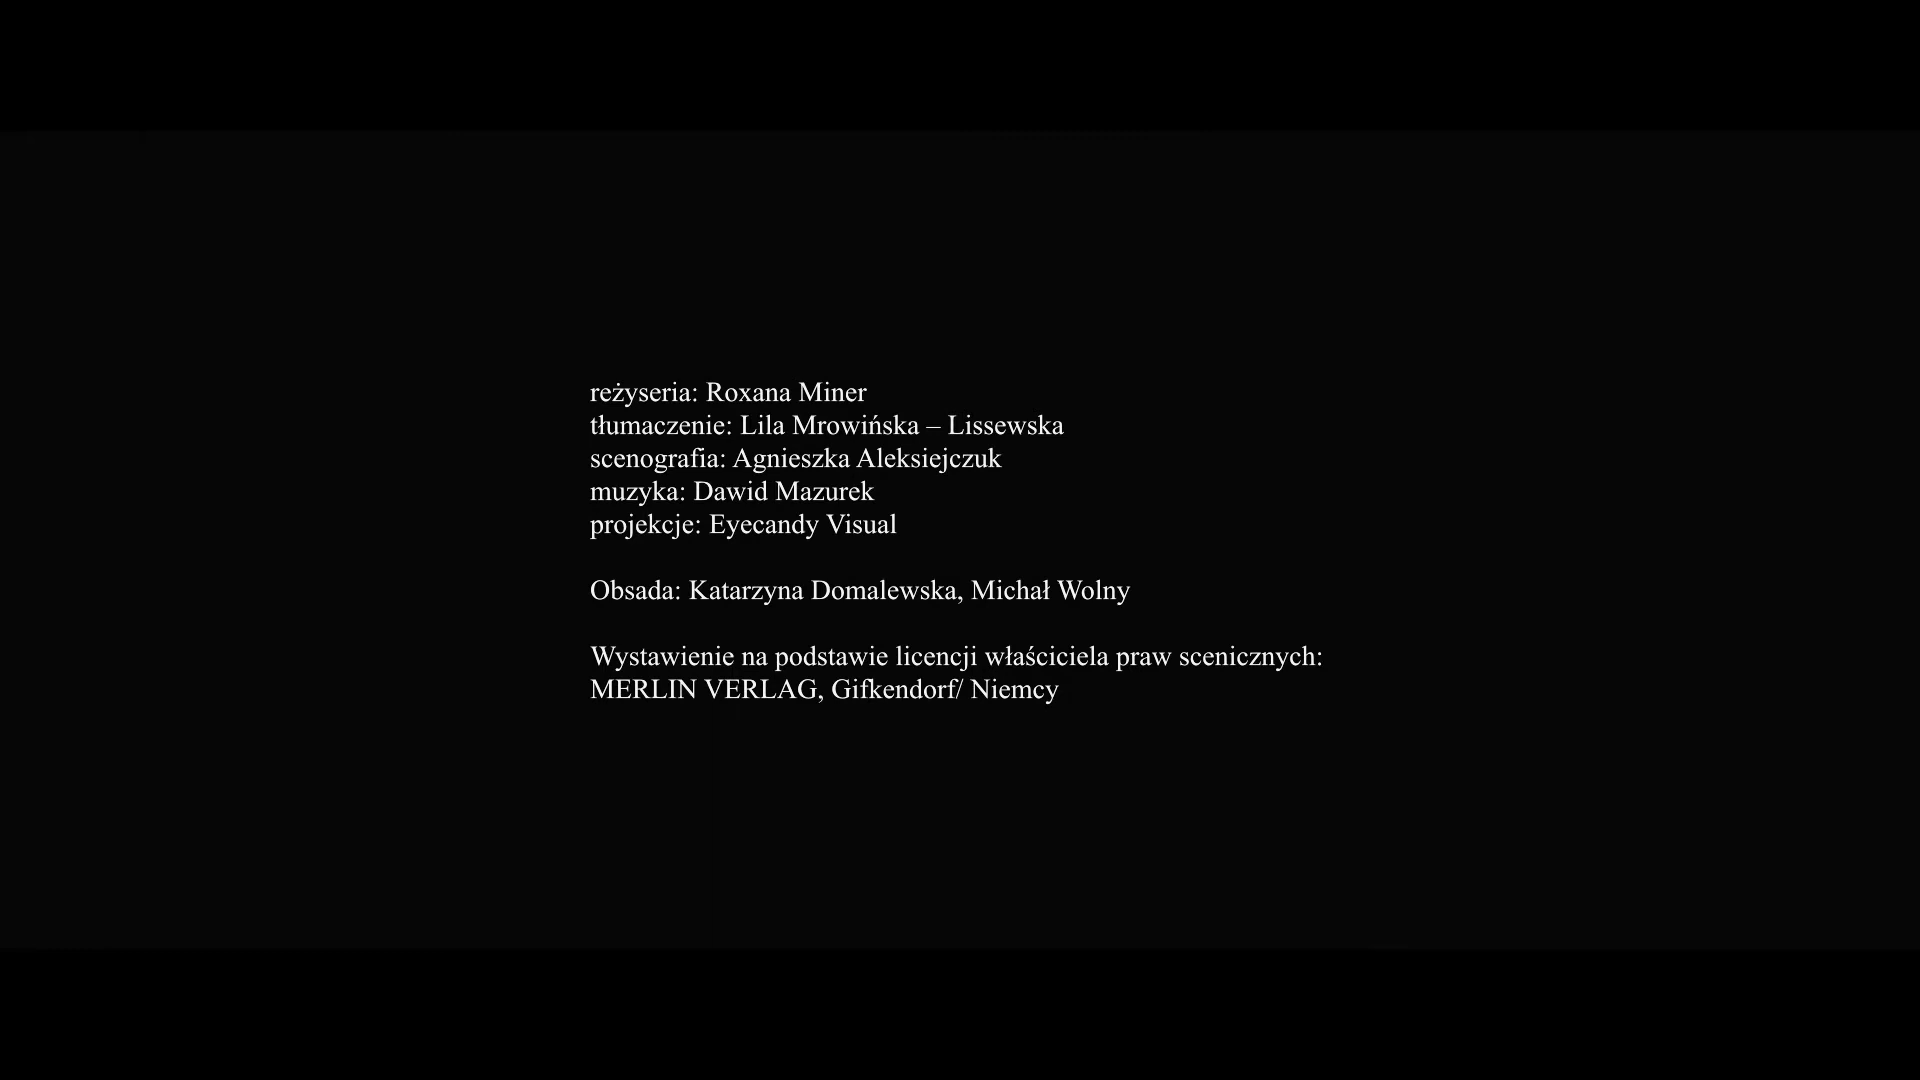 reżyseria: Roxana Miner
tłumaczenie: Lila Mrowińska – Lissewska
scenografia: Agnieszka Aleksiejczuk
muzyka: Dawid Mazurek
projekcje: Eyecandy Visual
Obsada: Katarzyna Domalewska, Michał Wolny
Wystawienie na podstawie licencji właściciela praw scenicznych:
MERLIN VERLAG, Gifkendorf/ Niemcy